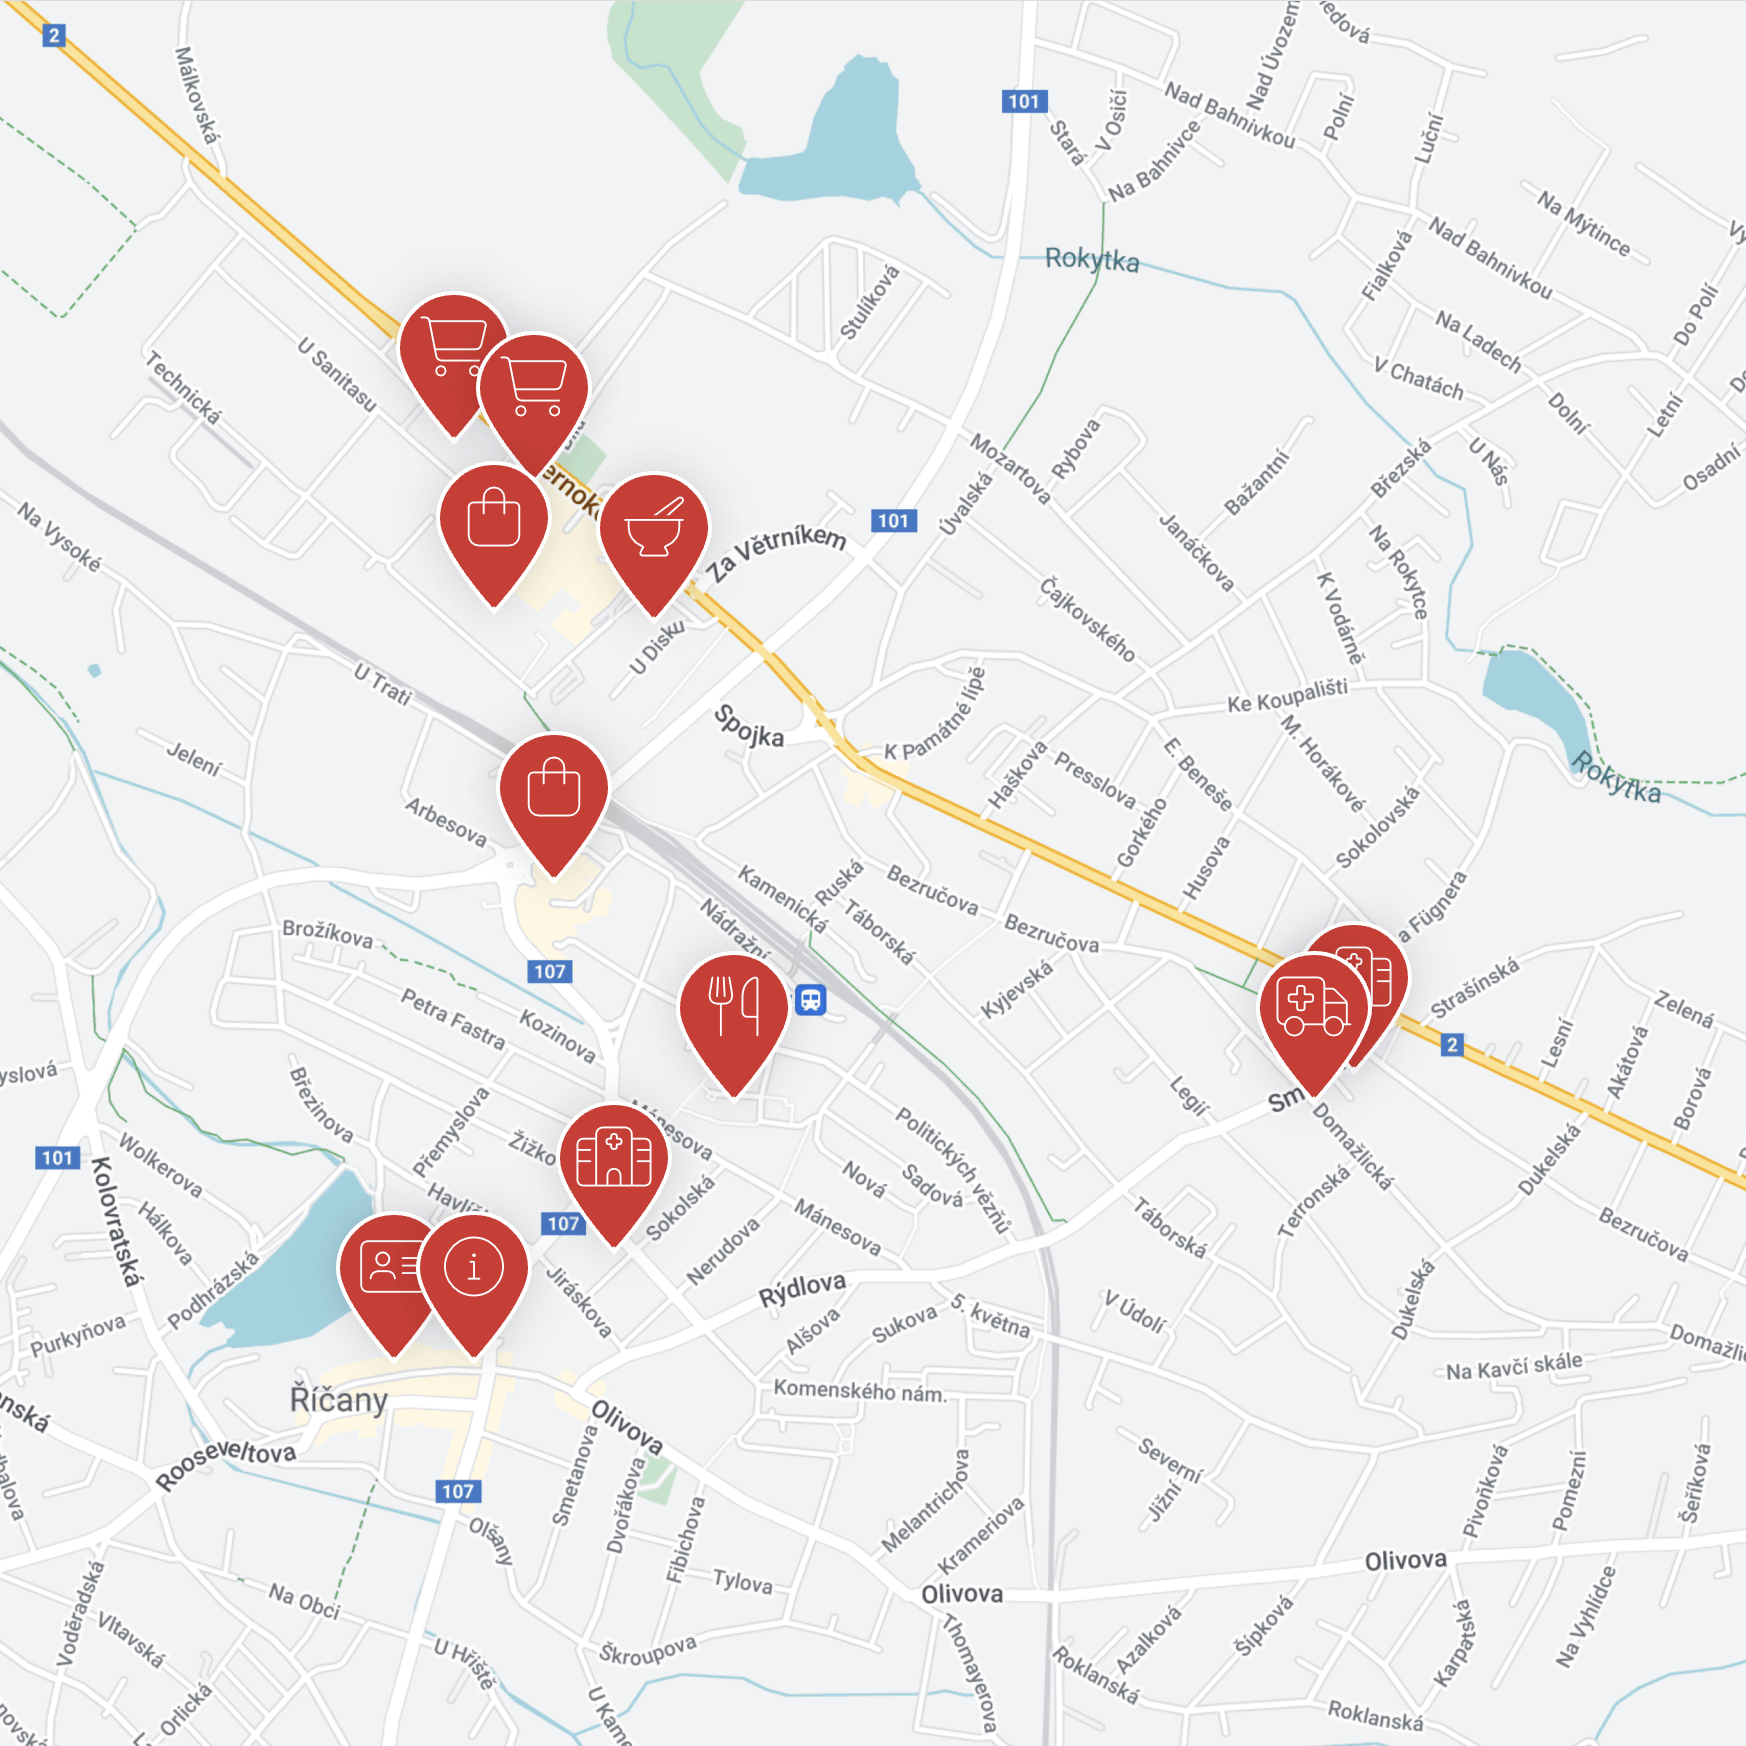 2
Málkovská
101
Stará
V Osičí
Na Bahnivce
Nad Bahnivkou
Nad Úvozem
Polní
Luční
Na Mýtince
Nad Bahnivkou
Fialková
Rokytka
Do Polí
Na Ladech
V Chatách
Dolní
Letní
Osadní
U Nás
Březská
Stulíková
U Sanitasu
Technická
Na Vysoké
Mozartova
Rybova
Úvalská
Bažantní
Janáčkova
Na Rokytce
K Vodárně
101
Za Větrníkem
Čajkovského
U Disku
U Trati
Spojka
K Památné lípě
Ke Koupališti
M. Horákové
E. Beneše
Haškova
Presslova
Gorkého
Husova
Sokolovská
Rokytka
Jelení
Arbesova
Kamenická
Ruská
Táborská
Bezručova
Bezručova
Nádražní
Kyjevská
a Fügnera
Strašínská
Zelená
Lesní
Akátová
Borová
2
Brožíkova
107
Petra Fastra
Kozinova
Březinova
Přemyslova
Mánesova
Politických vězňů
Legií
Domažlická
Terronská
Dukelská
Bezručova
101
Wolkerova
Kolovratská
Hálkova
Podhrázská
Purkyňova
107
Sokolská
Nerudova
Jiráskova
Nová
Sadová
Mánesova
Táborská
Rýdlova
Alšova
Sukova
5. května
V Údolí
Dukelská
Na Kavčí skále
Říčany
Komenského nám.
Olivova
Rooseveltova
107
Smetanova
Dvořákova
Fibichova
Olšany
Melantrichova
Krameriova
Severní
Jižní
Pivoňková
Pomezní
Šeříková
Tylova
Olivova
Olivova
Na Obci
Voděradská
Vltavská
Orlická
U Hřiště
Škroupova
Thomayerova
Roklanská
Azalková
Šípková
Karpatská
Na Vyhlídce
Roklanská